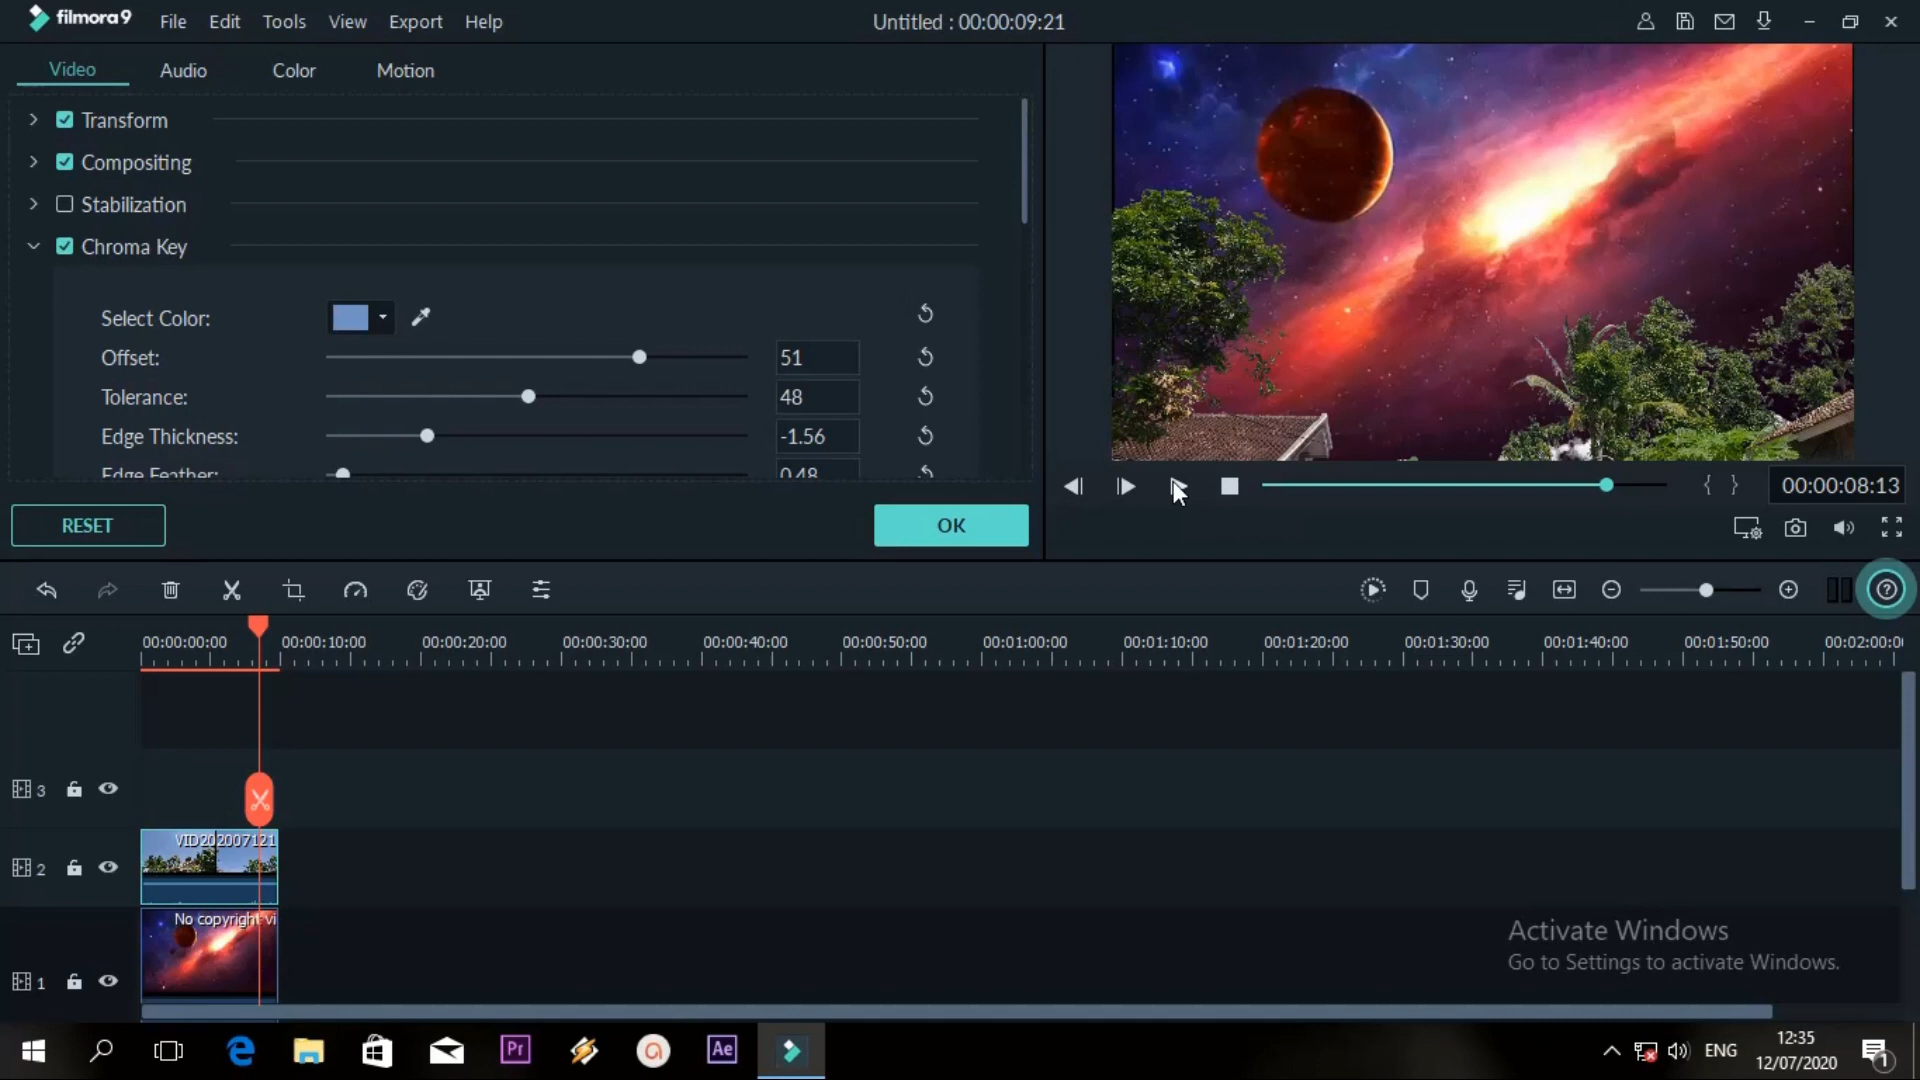 filmora9 File Edit Tools View Export Help Untitled : 00:00:09:21
Video Audio Color Motion
Transform
Compositing
Stabilization
Chroma Key
Select Color:
Offset: 51
Tolerance: 48
Edge Thickness: -1.56
Edge Feather: 0.48
RESET OK
00:00:08:13
00:00:00:00 00:00:10:00 00:00:20:00 00:00:30:00 00:00:40:00 00:00:50:00 00:01:00:00 00:01:10:00 00:01:20:00 00:01:30:00 00:01:40:00 00:01:50:00 00:02:00:0
3
VID202007121
2
No copyright vi
1
Activate Windows
Go to Settings to activate Windows.
Pr Ae ENG
12:35
12/07/2020
1